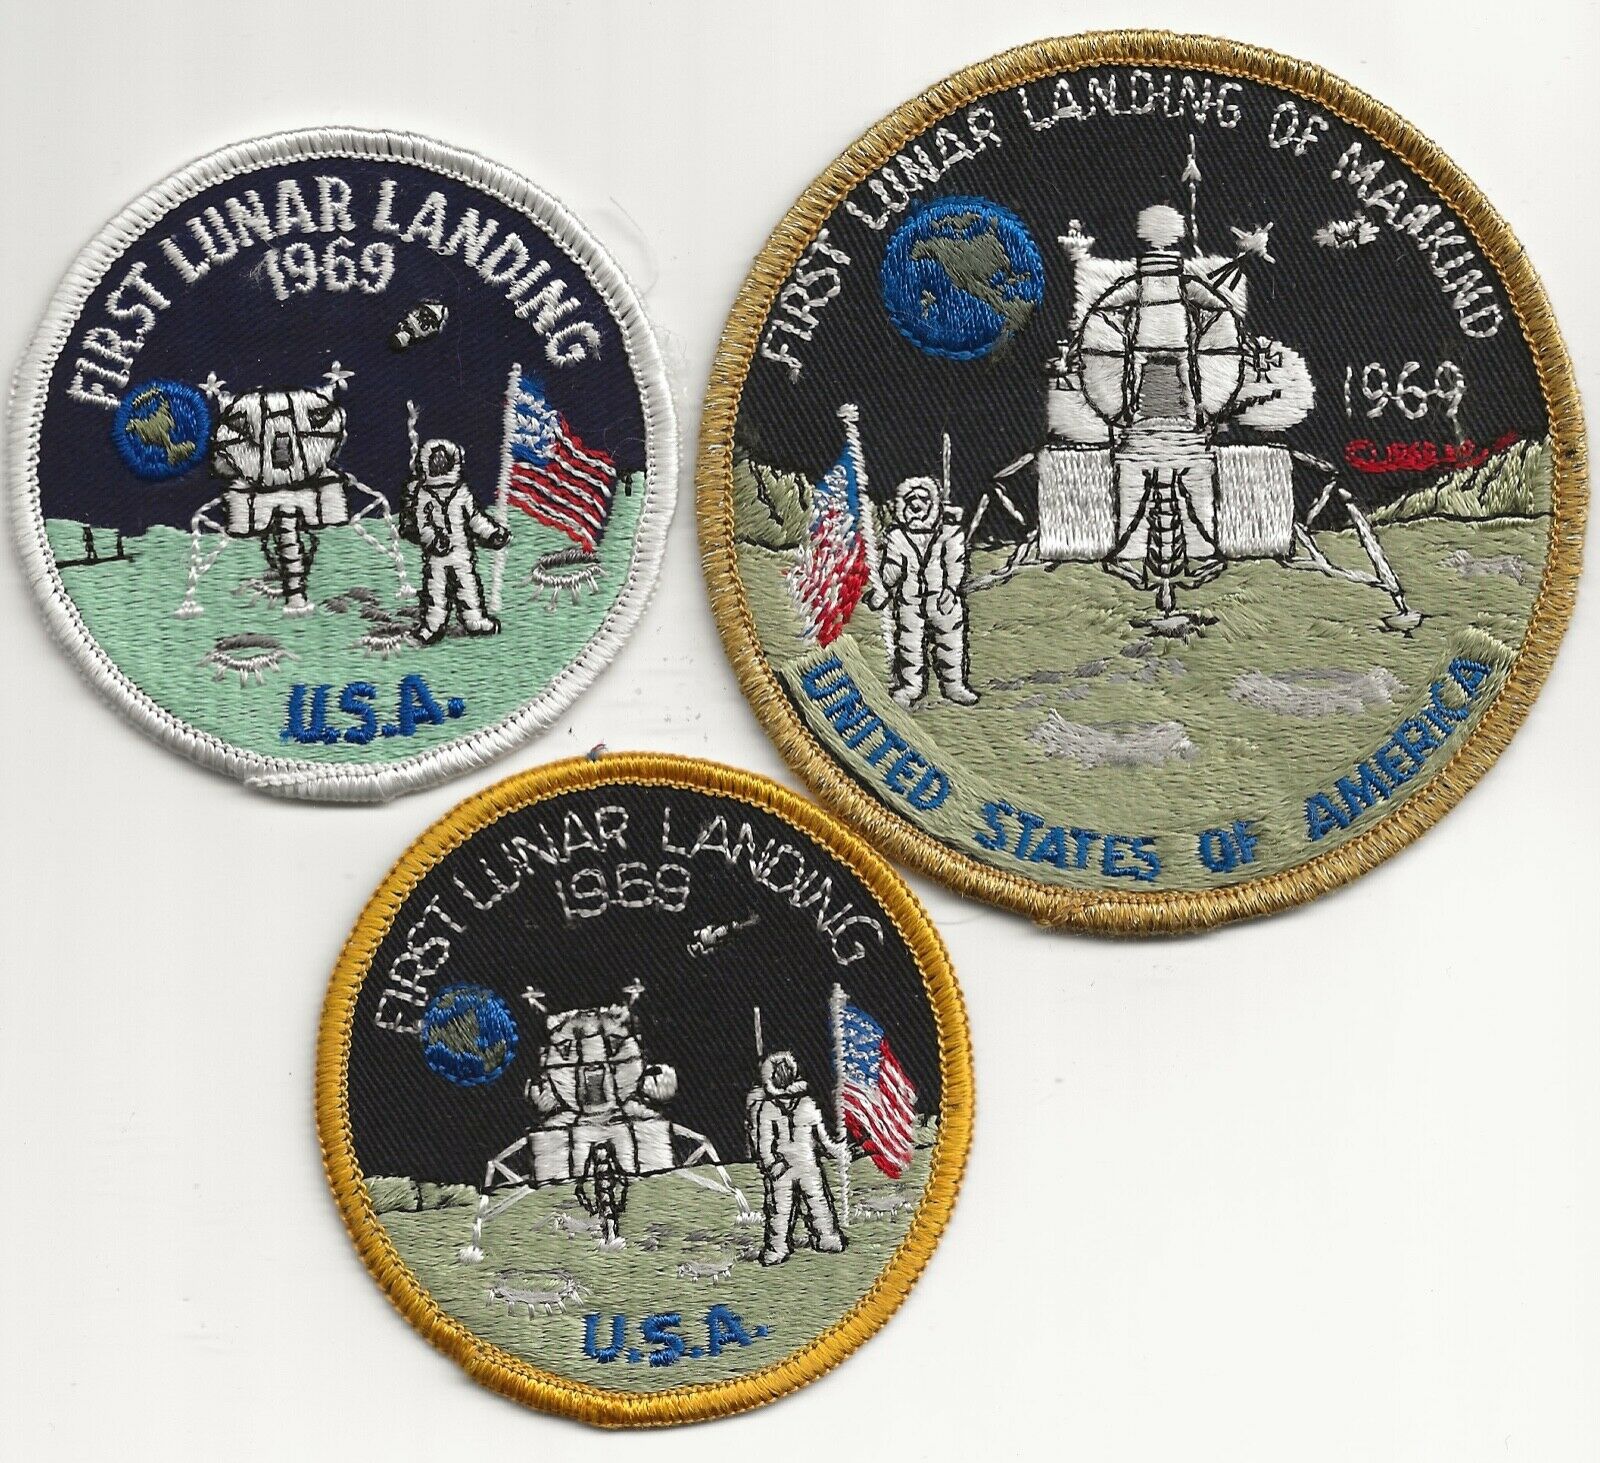 FIRST LUNAR LANDING
1969
U.S.A.
FIRST LUNAR LANDING OF MANKIND
1969
UNITED STATES OF AMERICA
FIRST LUNAR LANDING
1969
U.S.A.